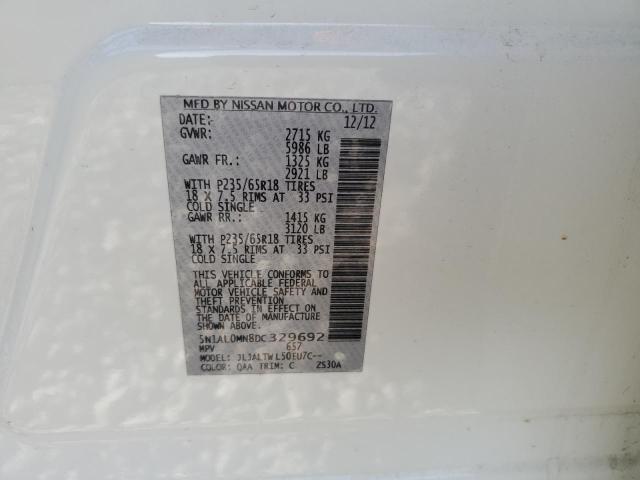 MFD BY NISSAN MOTOR CO., LTD.
DATE: 12/12
GVWR: 2715 KG
5986 LB
GAWR FR.: 1325 KG
2921 LB
WITH P235/65R18 TIRES
18 X 7.5 RIMS AT 33 PSI
COLD SINGLE
GAWR RR.: 1415 KG
3120 LB
WITH P235/65R18 TIRES
18 X 7.5 RIMS AT 33 PSI
COLD SINGLE
THIS VEHICLE CONFORMS TO
ALL APPLICABLE FEDERAL
MOTOR VEHICLE SAFETY AND
THEFT PREVENTION
STANDARDS IN EFFECT ON
THE DATE OF MANUFACTURE
SHOWN ABOVE.
5N1AL0MN8DC329692
MPV 657
MODEL: JLJALTWL50EU7C--
COLOR: QAA TRIM: C ZS30A